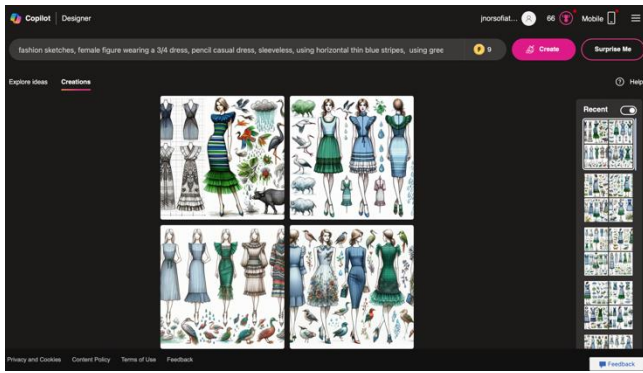 Copilot | Designer
jnorsofiat... 66 Mobile
fashion sketches, female figure wearing a 3/4 dress, pencil casual dress, sleeveless, using horizontal thin blue stripes, using gree
9
Create
Surprise Me
Explore ideas Creations
Help
Recent
Privacy and Cookies Content Policy Terms of Use Feedback
Feedback